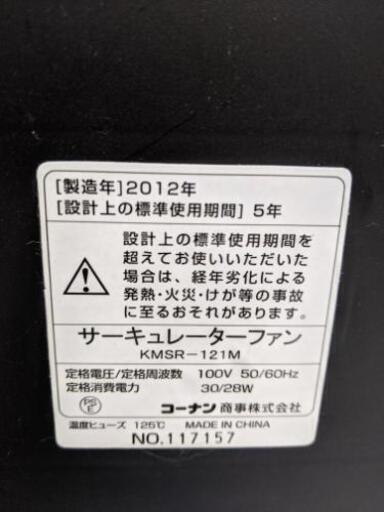 [製造年]2012年
[設計上の標準使用期間] 5年
設計上の標準使用期間を
超えてお使いいただいた
場合は、経年劣化による
発熱・火災・けが等の事故
に至るおそれがあります。
サーキュレーターファン
KMSR-121M
定格電圧/定格周波数 100V 50/60Hz
定格消費電力 30/28W
PS E コーナン商事株式会社
温度ヒューズ 125℃ MADE IN CHINA
NO.117157